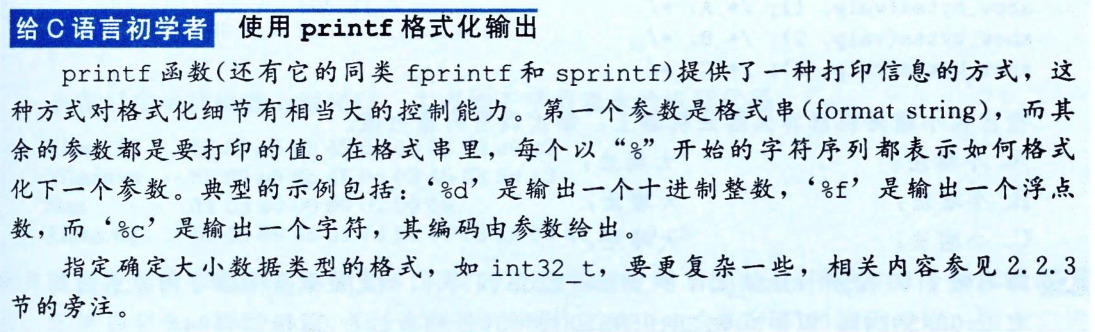 给C语言初学者 使用 printf 格式化输出
printf 函数(还有它的同类 fprintf 和 sprintf)提供了一种打印信息的方式，这
种方式对格式化细节有相当大的控制能力。第一个参数是格式串(format string)，而其
余的参数都是要打印的值。在格式串里，每个以“%”开始的字符序列都表示如何格式
化下一个参数。典型的示例包括：‘%d’是输出一个十进制整数，‘%f’是输出一个浮点
数，而‘%c’是输出一个字符，其编码由参数给出。
指定确定大小数据类型的格式，如 int32_t，要更复杂一些，相关内容参见 2.2.3
节的旁注。